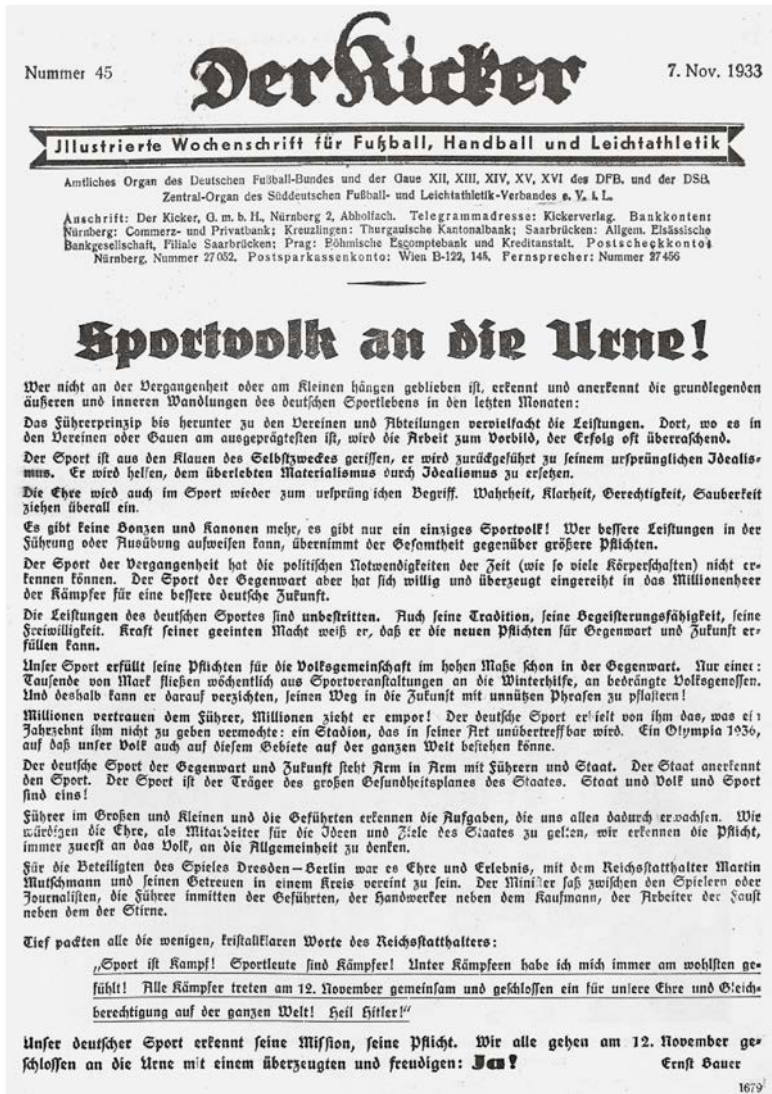 Nummer 45
Der Kicker
7. Nov. 1933
Jllustrierte Wochenschrift für Fußball, Handball und Leichtathletik
Amtliches Organ des Deutschen Fußball-Bundes und der Gaue XII, XIII, XIV, XV, XVI des DFB. und der DSB.
Zentral-Organ des Süddeutschen Fußball- und Leichtathletik-Verbandes e. V. i. L.
Anschrift: Der Kicker, G. m. b. H., Nürnberg 2, Abholfach. Telegrammadresse: Kickerverlag. Bankkonten:
Nürnberg: Commerz- und Privatbank; Kreuzlingen: Thurgauische Kantonalbank; Saarbrücken: Allgem. Elsässische
Bankgesellschaft, Filiale Saarbrücken; Prag: Böhmische Escomptebank und Kreditanstalt. Postscheckkonto:
Nürnberg, Nummer 27 052. Postsparkassenkonto: Wien B-122, 145. Fernsprecher: Nummer 27 456
Sportvolk an die Urne!
Wer nicht an der Vergangenheit oder am Kleinen hängen geblieben ist, erkennt und anerkennt die grundlegenden
äußeren und inneren Wandlungen des deutschen Sportlebens in den letzten Monaten:
Das Führerprinzip bis herunter zu den Vereinen und Abteilungen vervielfacht die Leistungen. Dort, wo es in
den Vereinen oder Gauen am ausgeprägtesten ist, wird die Arbeit zum Vorbild, der Erfolg oft überraschend.
Der Sport ist aus den Klauen des Selbstzweckes gerissen, er wird zurückgeführt zu seinem ursprünglichen Idealis-
mus. Er wird helfen, dem überlebten Materialismus durch Idealismus zu ersetzen.
Die Ehre wird auch im Sport wieder zum ursprünglichen Begriff. Wahrheit, Klarheit, Gerechtigkeit, Sauberkeit
ziehen überall ein.
Es gibt keine Bonzen und Kanonen mehr, es gibt nur ein einziges Sportvolk! Wer bessere Leistungen in der
Führung oder Ausübung aufweisen kann, übernimmt der Gesamtheit gegenüber größere Pflichten.
Der Sport der Vergangenheit hat die politischen Notwendigkeiten der Zeit (wie so viele Körperschaften) nicht er-
kennen können. Der Sport der Gegenwart aber hat sich willig und überzeugt eingereiht in das Millionenheer
der Kämpfer für eine bessere deutsche Zukunft.
Die Leistungen des deutschen Sportes sind unbestritten. Auch seine Tradition, seine Begeisterungsfähigkeit, seine
Freiwilligkeit. Kraft seiner geeinten Macht weiß er, daß er die neuen Pflichten für Gegenwart und Zukunft er-
füllen kann.
Unser Sport erfüllt seine Pflichten für die Volksgemeinschaft im hohen Maße schon in der Gegenwart. Nur eines:
Tausende von Mark fließen wöchentlich aus Sportveranstaltungen an die Winterhilfe, an bedrängte Volksgenossen.
Und deshalb kann er darauf verzichten, seinen Weg in die Zukunft mit unnützen Phrasen zu pflastern!
Millionen vertrauen dem Führer, Millionen zieht er empor! Der deutsche Sport erhielt von ihm das, was ein
Jahrzehnt ihm nicht zu geben vermochte: ein Stadion, das in seiner Art unübertreffbar wird. Ein Olympia 1936,
auf daß unser Volk auch auf diesem Gebiete auf der ganzen Welt bestehen könne.
Der deutsche Sport der Gegenwart und Zukunft steht Arm in Arm mit Führern und Staat. Der Staat anerkennt
den Sport. Der Sport ist der Träger des großen Gesundheitsplanes des Staates. Staat und Volk und Sport
sind eins!
Führer im Großen und Kleinen und die Geführten erkennen die Aufgaben, die uns allen dadurch erwachsen. Wir
würdigen die Ehre, als Mitarbeiter für die Ideen und Ziele des Staates zu gelten, wir erkennen die Pflicht,
immer zuerst an das Volk, an die Allgemeinheit zu denken.
Für die Beteiligten des Spieles Dresden—Berlin war es Ehre und Erlebnis, mit dem Reichsstatthalter Martin
Mutschmann und seinen Getreuen in einem Kreis vereint zu sein. Der Minister saß zwischen den Spielern oder
Journalisten, die Führer inmitten der Geführten, der Handwerker neben dem Kaufmann, der Arbeiter der Faust
neben dem der Stirne.
Tief packten alle die wenigen, kristallklaren Worte des Reichsstatthalters:
„Sport ist Kampf! Sportleute sind Kämpfer! Unter Kämpfern habe ich mich immer am wohlsten ge-
fühlt! Alle Kämpfer treten am 12. November gemeinsam und geschlossen ein für unsere Ehre und Gleich-
berechtigung auf der ganzen Welt! Heil Hitler!“
Unser deutscher Sport erkennt seine Mission, seine Pflicht. Wir alle gehen am 12. November ge-
schlossen an die Urne mit einem überzeugten und freudigen: Ja!
Ernst Bauer
1679